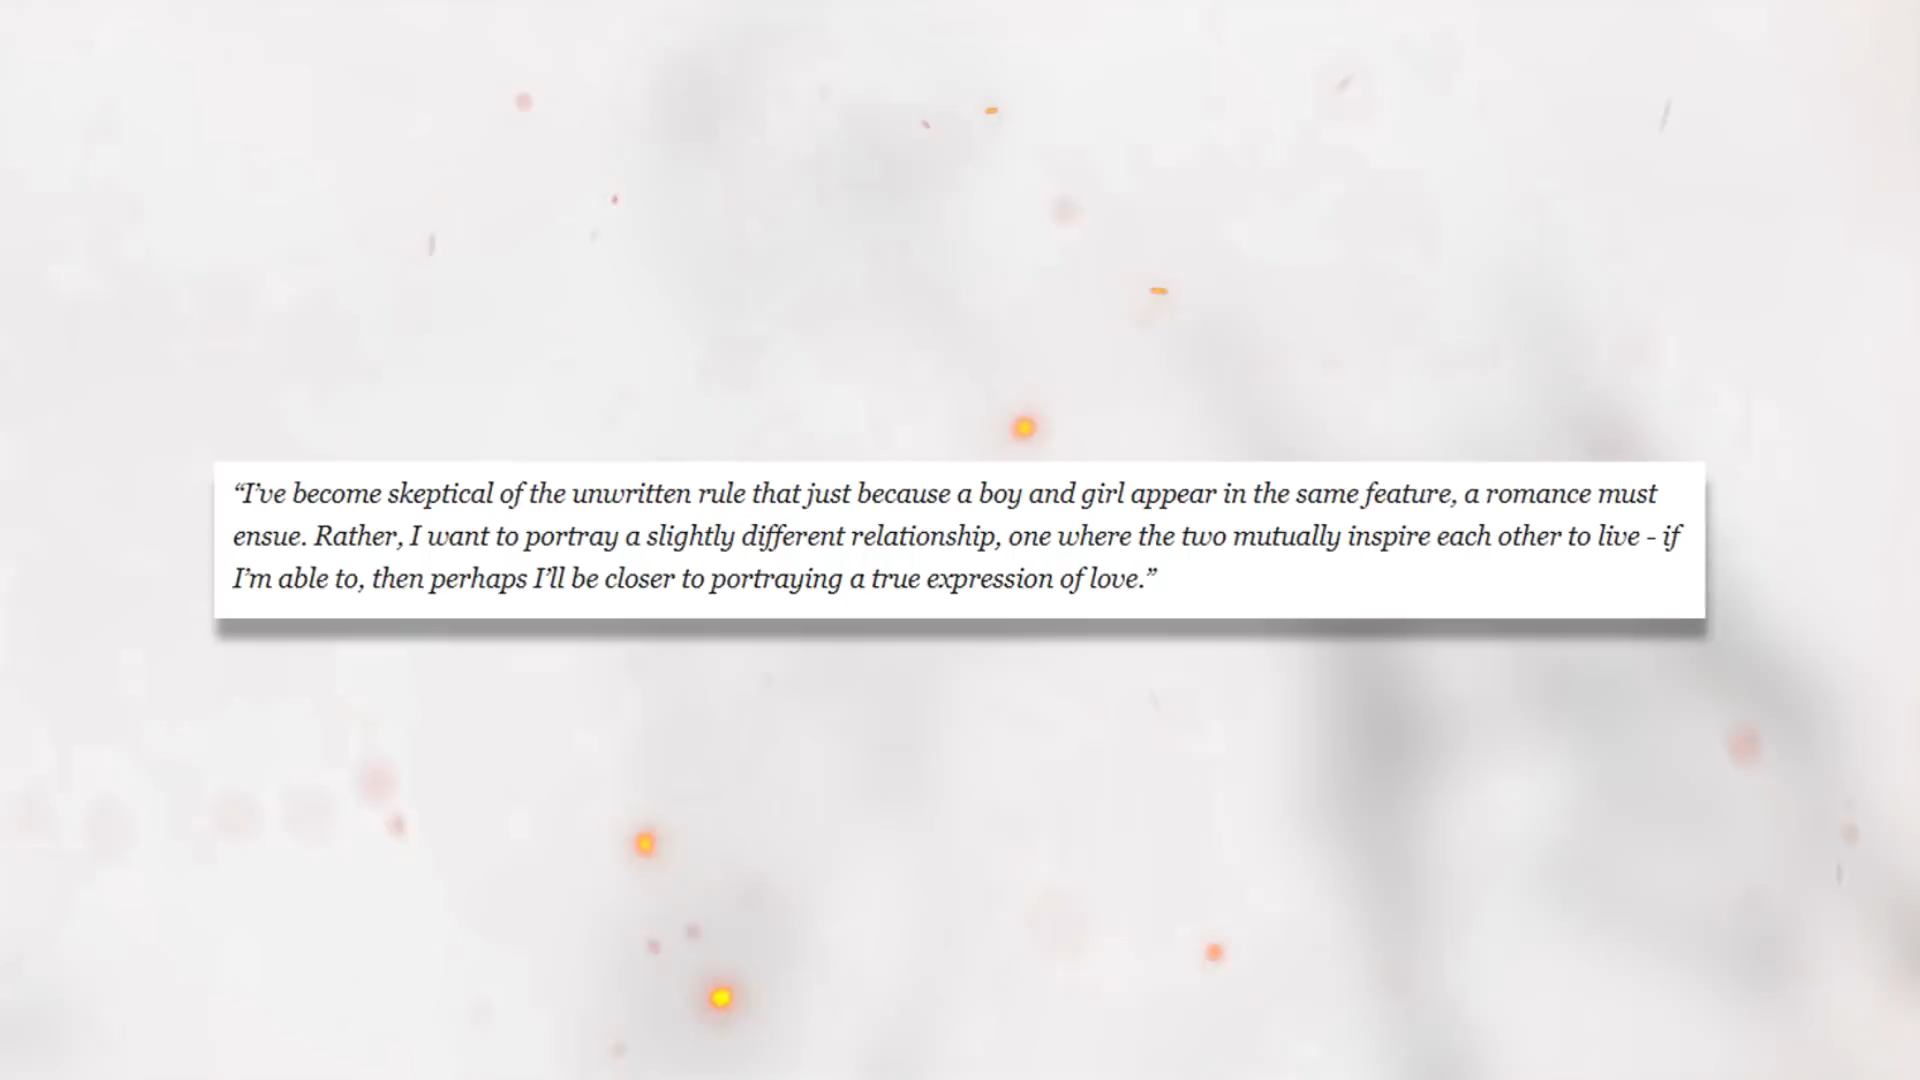 “I’ve become skeptical of the unwritten rule that just because a boy and girl appear in the same feature, a romance must
ensue. Rather, I want to portray a slightly different relationship, one where the two mutually inspire each other to live - if
I’m able to, then perhaps I’ll be closer to portraying a true expression of love.”